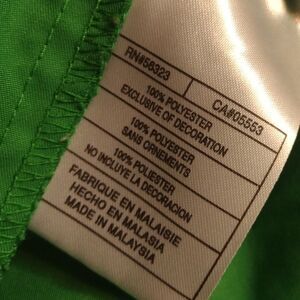 RN#56323 CA#05553
100% POLYESTER
EXCLUSIVE OF DECORATION
100% POLYESTER
SANS ORNEMENTS
100% POLIESTER
NO INCLUYE LA DECORACION
FABRIQUE EN MALAISIE
HECHO EN MALASIA
MADE IN MALAYSIA